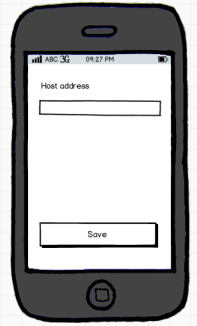 ABC 3G 09:27 PM
Host address
Save